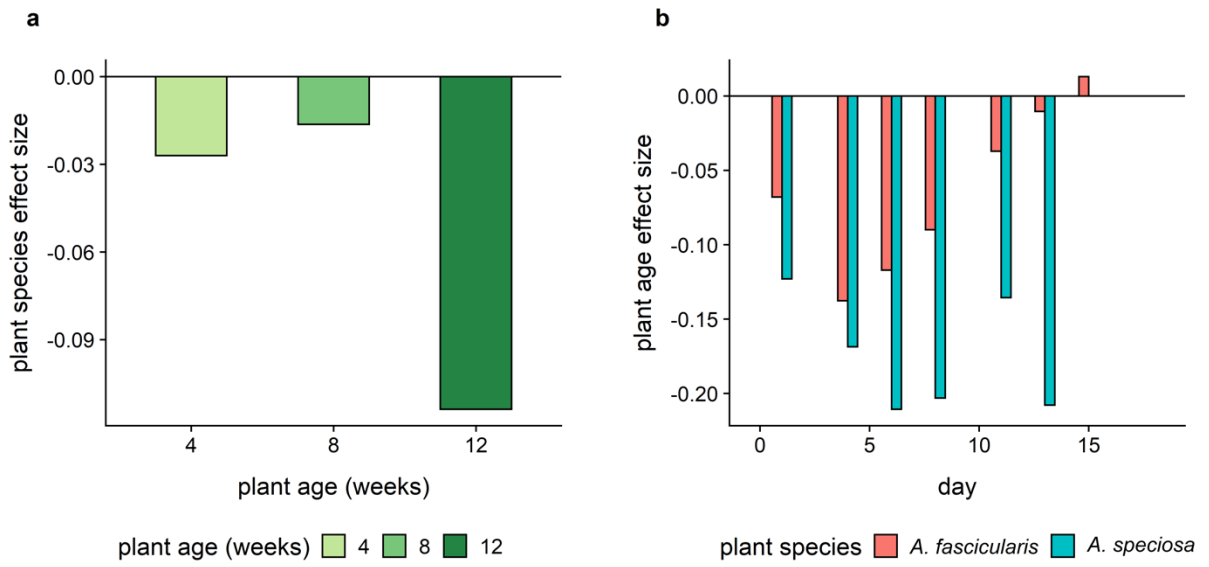 a
plant species effect size
0.00
-0.03
-0.06
-0.09
4 8 12
plant age (weeks)
plant age (weeks) 4 8 12
b
plant age effect size
0.00
-0.05
-0.10
-0.15
-0.20
0 5 10 15
day
plant species A. fascicularis A. speciosa